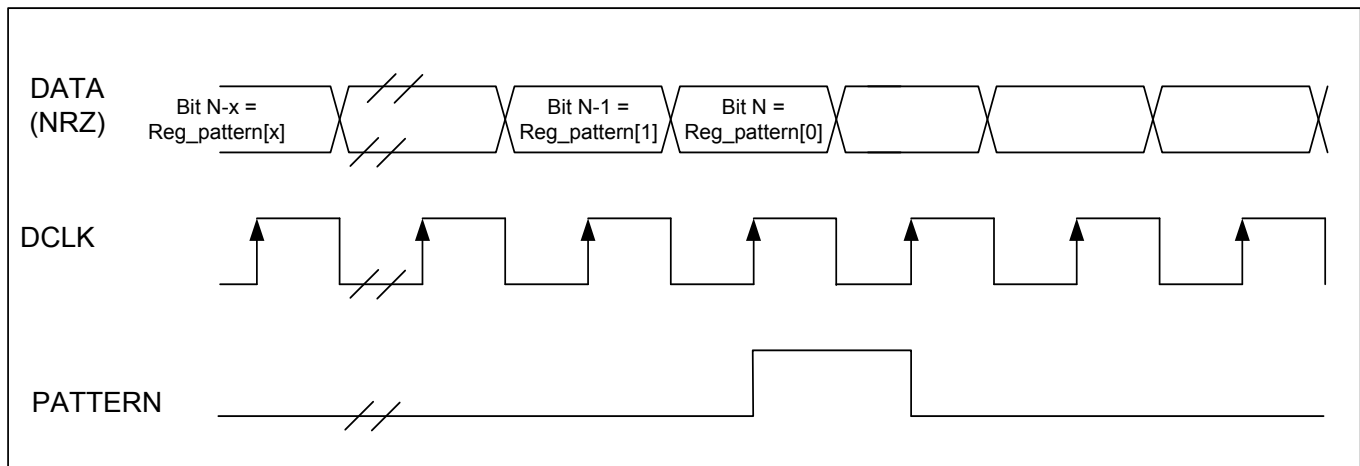 DATA
(NRZ)
Bit N-x =
Reg_pattern[x]
Bit N-1 =
Reg_pattern[1]
Bit N =
Reg_pattern[0]
DCLK
PATTERN